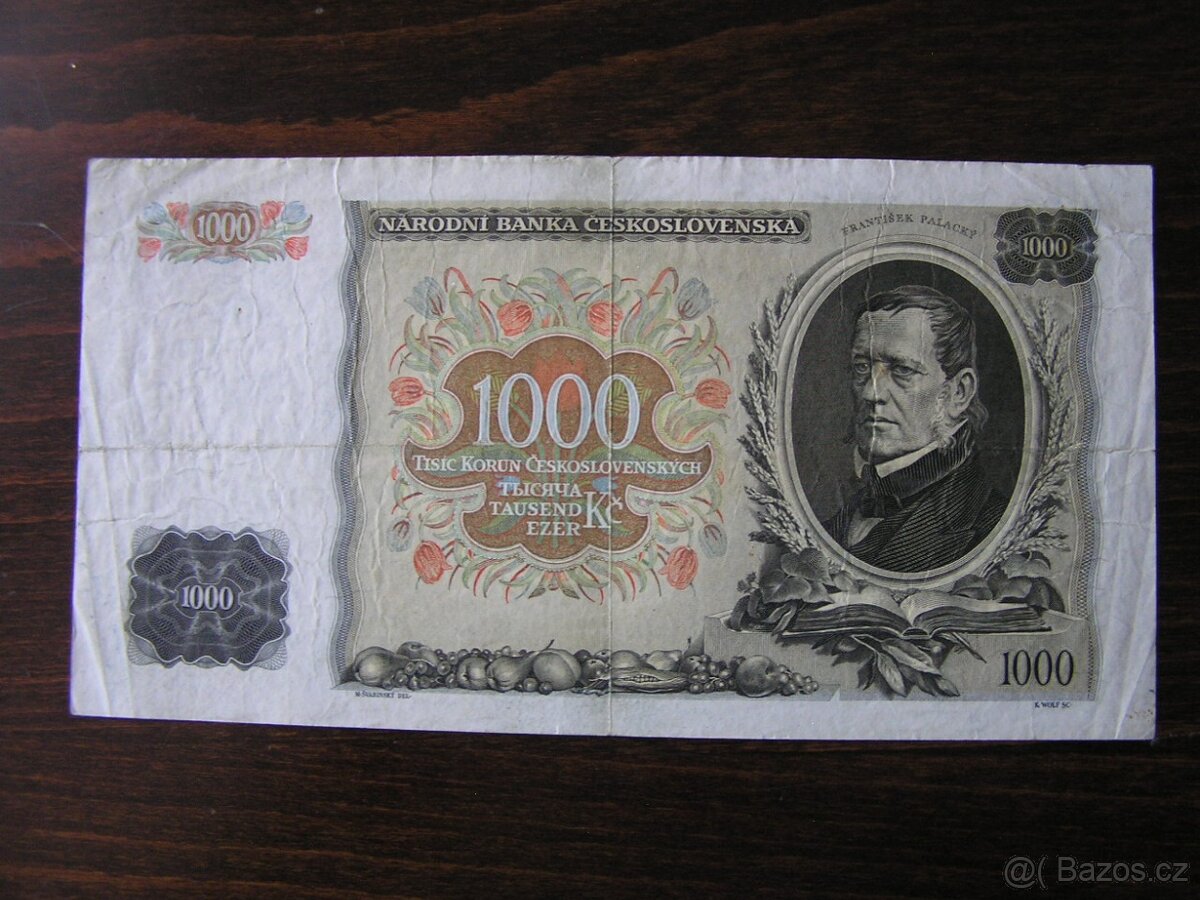 1000
NÁRODNÍ BANKA ČESKOSLOVENSKÁ
FRANTIŠEK PALACKÝ
1000
1000
TISÍC KORUN ČESKOSLOVENSKÝCH
ТЫСЯЧА
TAUSEND
EZER
Kč
1000
1000
M·ŠVABINSKÝ DEL·
K·WOLF SC·
@( Bazos.cz